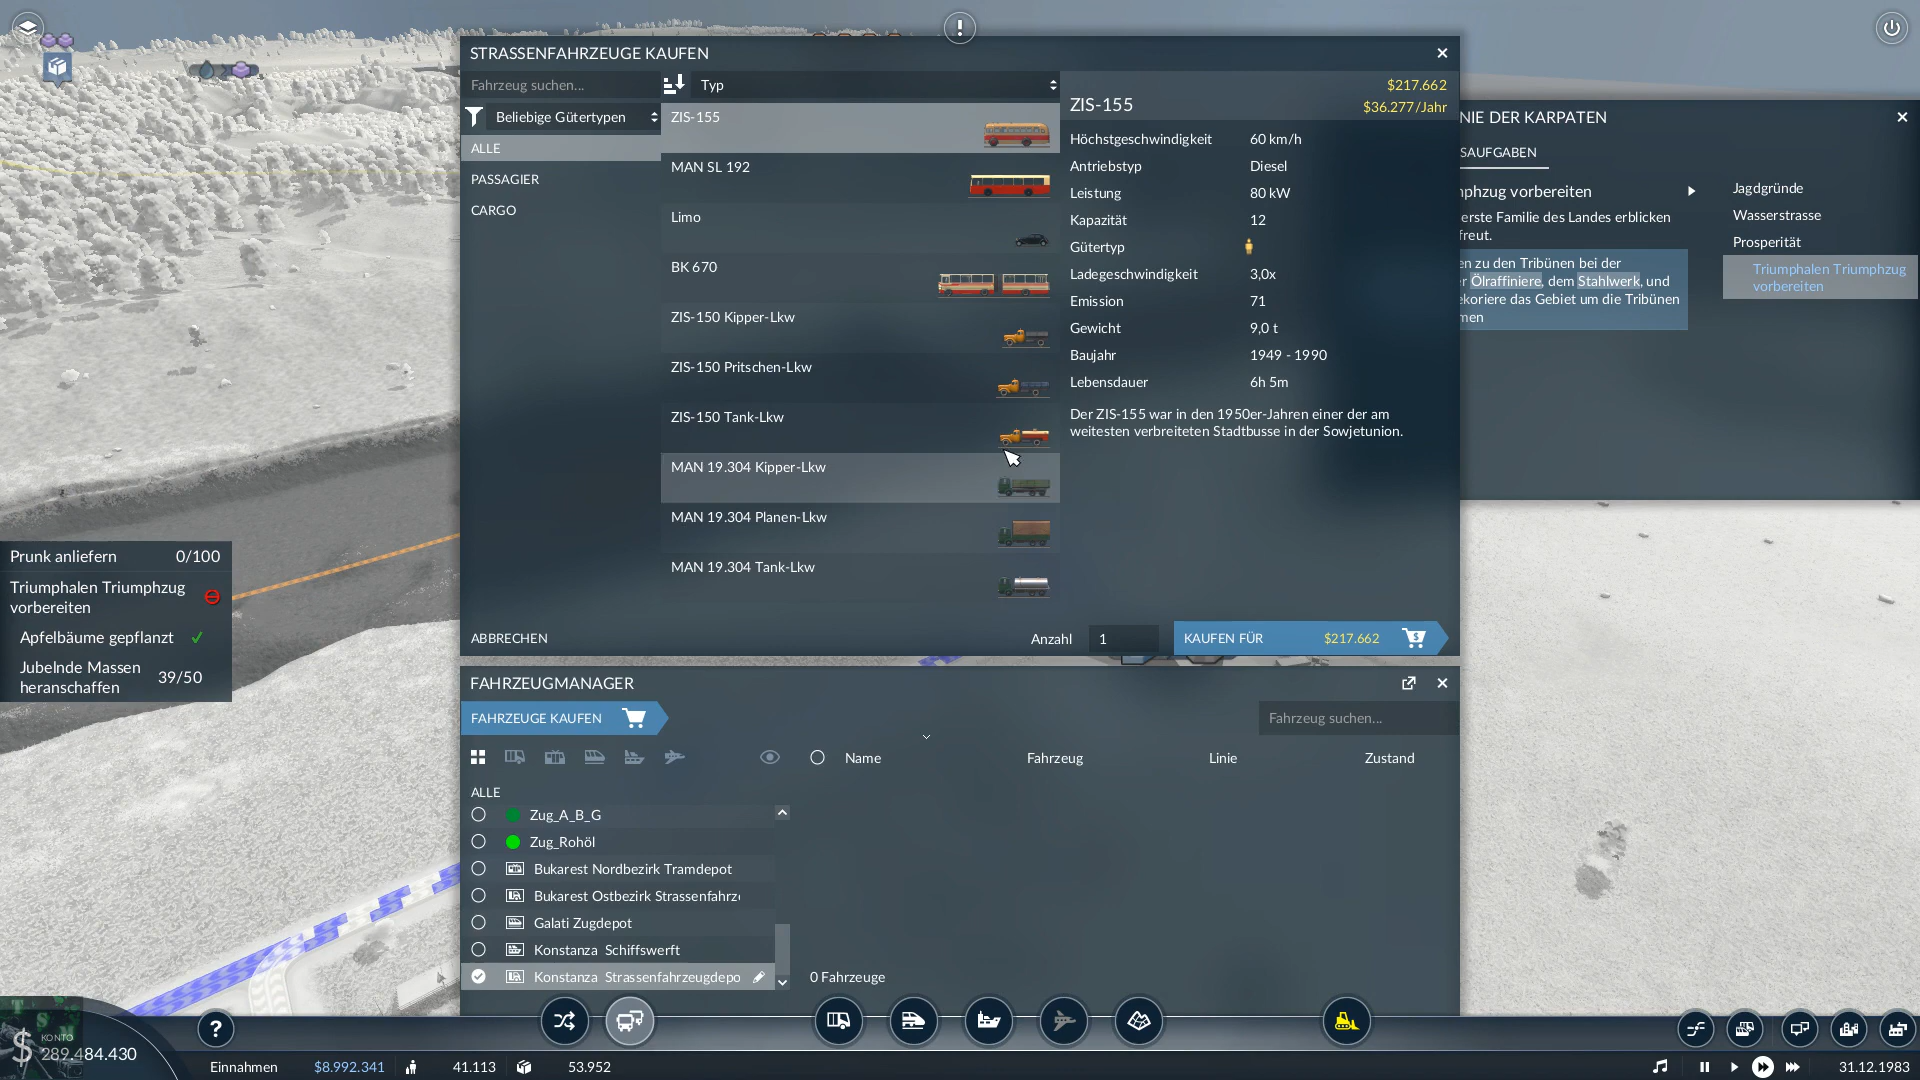 STRASSENFAHRZEUGE KAUFEN
Fahrzeug suchen...
Typ
Beliebige Gütertypen
ALLE
PASSAGIER
CARGO
ZIS-155
MAN SL 192
Limo
BK 670
ZIS-150 Kipper-Lkw
ZIS-150 Pritschen-Lkw
ZIS-150 Tank-Lkw
MAN 19.304 Kipper-Lkw
MAN 19.304 Planen-Lkw
MAN 19.304 Tank-Lkw
$217.662
ZIS-155
$36.277/Jahr
Höchstgeschwindigkeit 60 km/h
Antriebstyp Diesel
Leistung 80 kW
Kapazität 12
Gütertyp
Ladegeschwindigkeit 3,0x
Emission 71
Gewicht 9,0 t
Baujahr 1949 - 1990
Lebensdauer 6h 5m
Der ZIS-155 war in den 1950er-Jahren einer der am
weitesten verbreiteten Stadtbusse in der Sowjetunion.
ABBRECHEN
Anzahl 1
KAUFEN FÜR $217.662
NIE DER KARPATEN
SAUFGABEN
phzug vorbereiten
erste Familie des Landes erblicken
freut.
en zu den Tribünen bei der
r Ölraffiniere, dem Stahlwerk, und
ekoriere das Gebiet um die Tribünen
men
Jagdgründe
Wasserstrasse
Prosperität
Triumphalen Triumphzug
vorbereiten
Prunk anliefern 0/100
Triumphalen Triumphzug
vorbereiten
Apfelbäume gepflanzt
Jubelnde Massen
heranschaffen 39/50
FAHRZEUGMANAGER
FAHRZEUGE KAUFEN
Fahrzeug suchen...
Name Fahrzeug Linie Zustand
ALLE
Zug_A_B_G
Zug_Rohöl
Bukarest Nordbezirk Tramdepot
Bukarest Ostbezirk Strassenfahrz
Galati Zugdepot
Konstanza Schiffswerft
Konstanza Strassenfahrzeugdepo
0 Fahrzeuge
KONTO
289.484.430
Einnahmen $8.992.341 41.113 53.952
31.12.1983